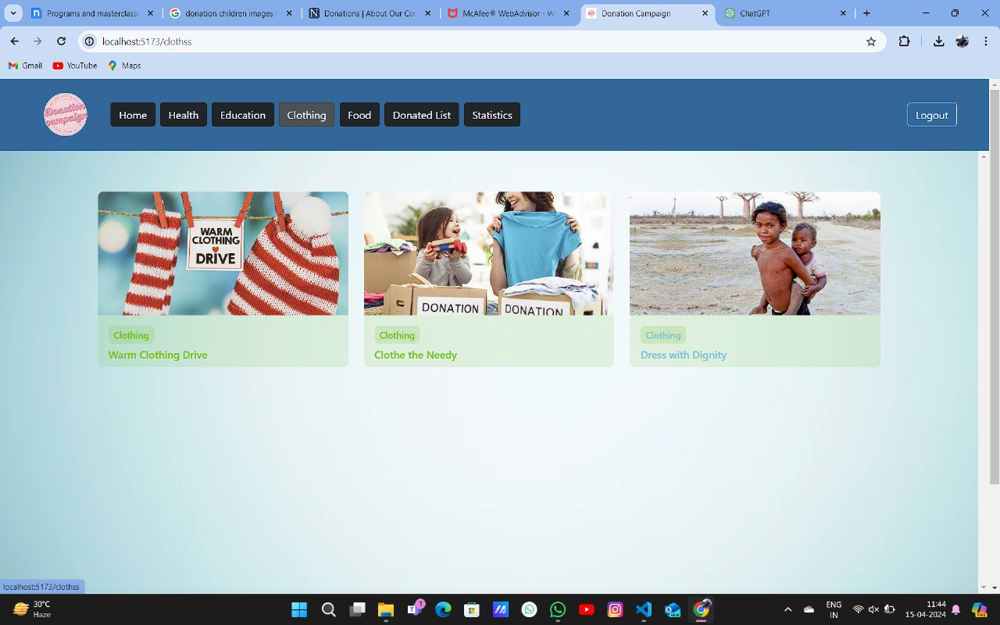 Programs and masterclass
donation children images
Donations | About Our Co
McAfee® WebAdvisor - W
Donation Campaign
ChatGPT
localhost:5173/clothss
Gmail
YouTube
Maps
Donation
campaign
Home
Health
Education
Clothing
Food
Donated List
Statistics
Logout
WARM
CLOTHING
DRIVE
DONATION
DONATION
Clothing
Warm Clothing Drive
Clothing
Clothe the Needy
Clothing
Dress with Dignity
localhost:5173/clothss
30°C
Haze
1
NEW
ENG
IN
11:44
15-04-2024
PRE